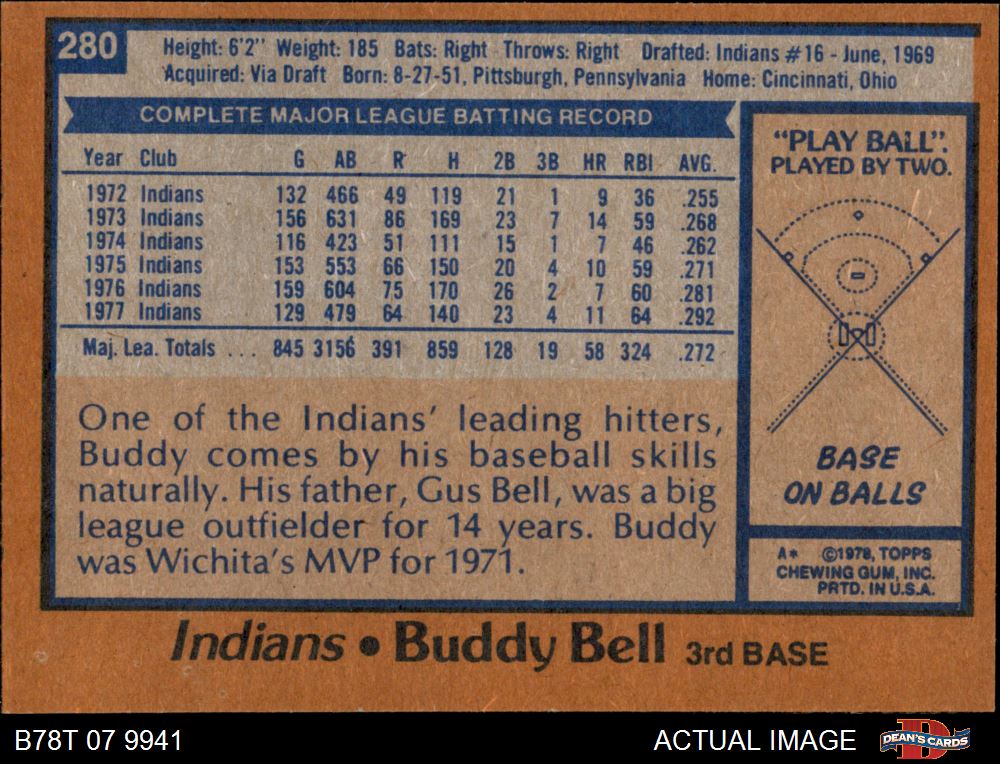 280
Height: 6'2" Weight: 185 Bats: Right Throws: Right Drafted: Indians #16 - June, 1969
Acquired: Via Draft Born: 8-27-51, Pittsburgh, Pennsylvania Home: Cincinnati, Ohio
COMPLETE MAJOR LEAGUE BATTING RECORD
Year Club G AB R H 2B 3B HR RBI AVG.
1972 Indians 132 466 49 119 21 1 9 36 .255
1973 Indians 156 631 86 169 23 7 14 59 .268
1974 Indians 116 423 51 111 15 1 7 46 .262
1975 Indians 153 553 66 150 20 4 10 59 .271
1976 Indians 159 604 75 170 26 2 7 60 .281
1977 Indians 129 479 64 140 23 4 11 64 .292
Maj. Lea. Totals ... 845 3156 391 859 128 19 58 324 .272
One of the Indians' leading hitters,
Buddy comes by his baseball skills
naturally. His father, Gus Bell, was a big
league outfielder for 14 years. Buddy
was Wichita's MVP for 1971.
"PLAY BALL".
PLAYED BY TWO.
BASE
ON BALLS
A* ©1978, TOPPS
CHEWING GUM, INC.
PRTD. IN U.S.A.
Indians • Buddy Bell 3rd BASE
B78T 07 9941
ACTUAL IMAGE
D
DEAN'S CARDS